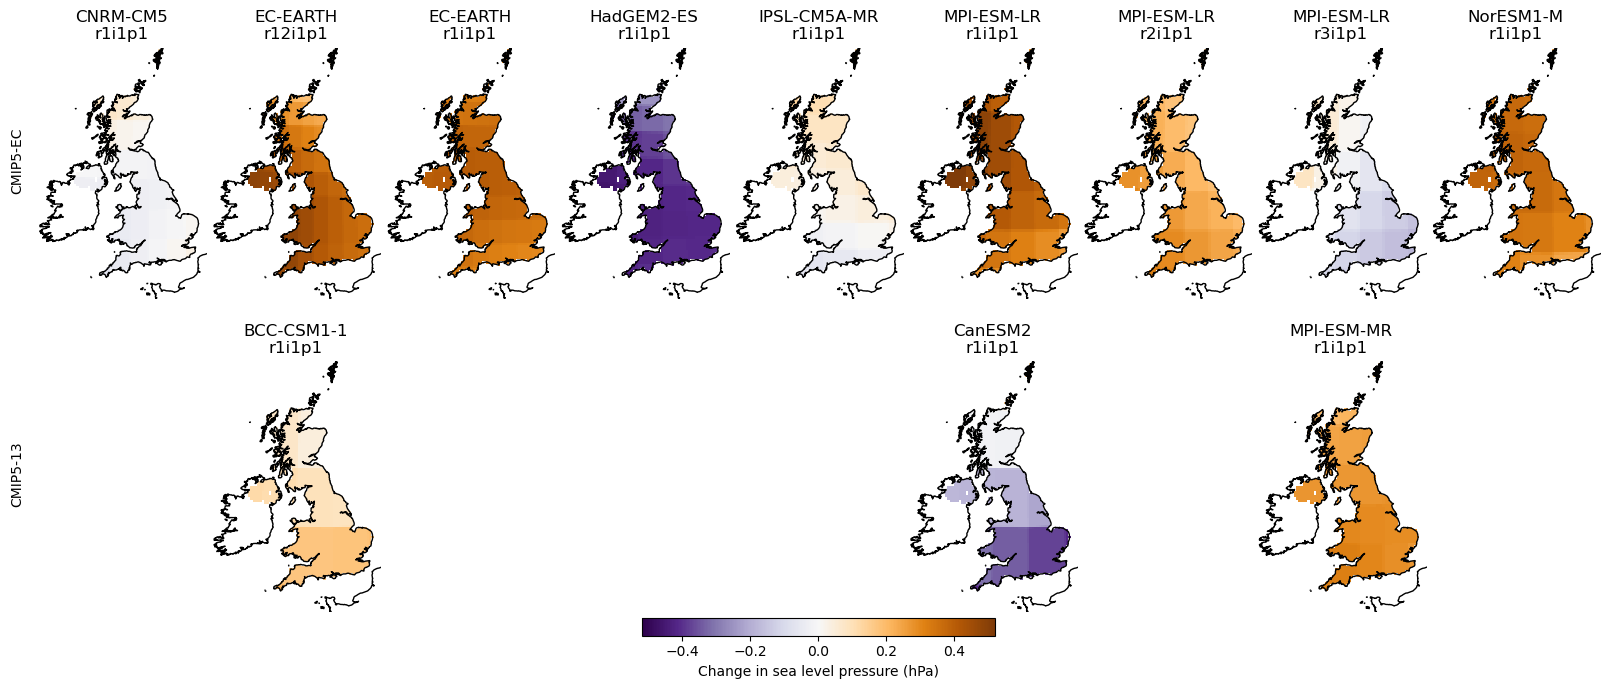 CNRM-CM5
r1i1p1
EC-EARTH
r12i1p1
EC-EARTH
r1i1p1
HadGEM2-ES
r1i1p1
IPSL-CM5A-MR
r1i1p1
MPI-ESM-LR
r1i1p1
MPI-ESM-LR
r2i1p1
MPI-ESM-LR
r3i1p1
NorESM1-M
r1i1p1
CMIP5-EC
BCC-CSM1-1
r1i1p1
CanESM2
r1i1p1
MPI-ESM-MR
r1i1p1
CMIP5-13
−0.4 −0.2 0.0 0.2 0.4
Change in sea level pressure (hPa)